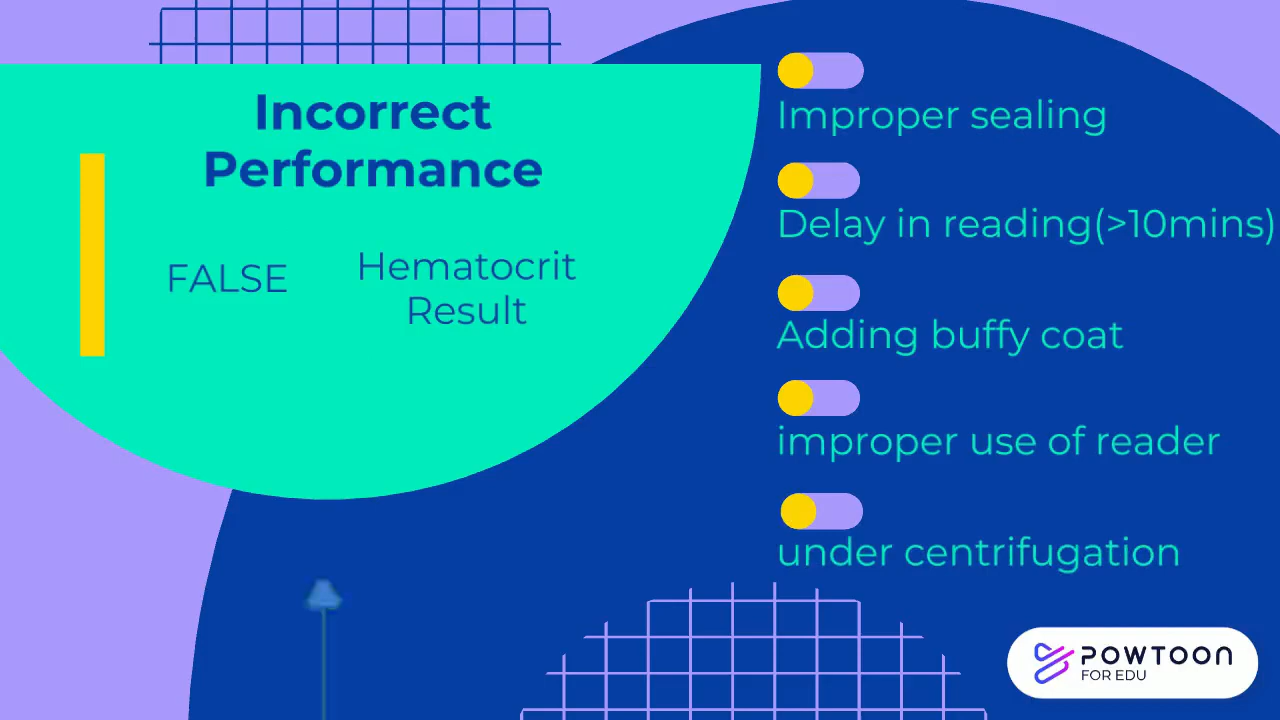 Incorrect
Performance
FALSE
Hematocrit
Result
Improper sealing
Delay in reading(>10mins)
Adding buffy coat
improper use of reader
under centrifugation
POWTOON
FOR EDU